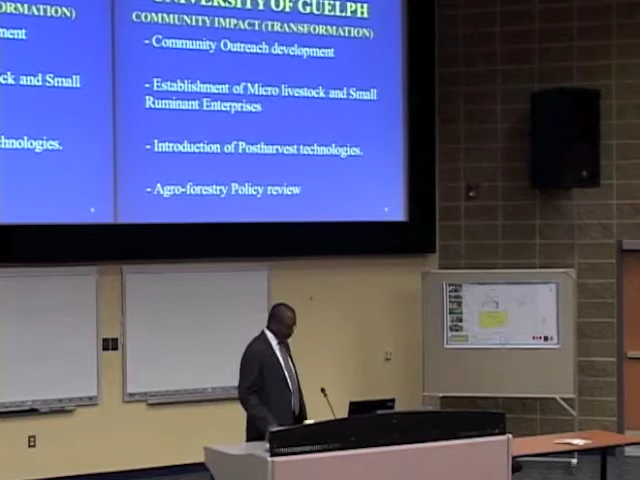 ORMATION)
ment
ck and Small
chnologies.
UNIVERSITY OF GUELPH
COMMUNITY IMPACT (TRANSFORMATION)
- Community Outreach development
- Establishment of Micro livestock and Small
Ruminant Enterprises
- Introduction of Postharvest technologies.
- Agro-forestry Policy review